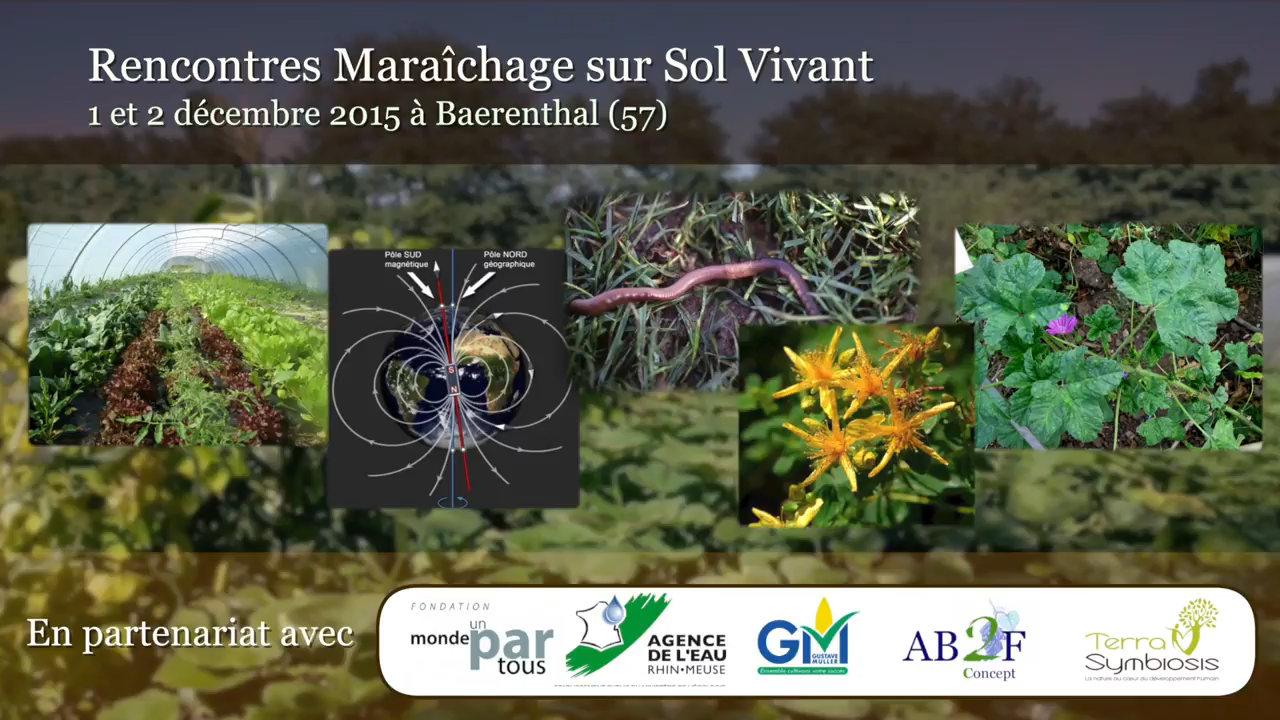 Rencontres Maraîchage sur Sol Vivant
1 et 2 décembre 2015 à Baerenthal (57)
Pôle SUD
magnétique
Pôle NORD
géographique
S
N
En partenariat avec
FONDATION
un
monde par
tous
AGENCE
DE L'EAU
RHIN•MEUSE
GM
GUSTAVE
MULLER
Ensemble cultivons votre succès
AB2F
Concept
Terra
Symbiosis
La nature au cœur du développement humain